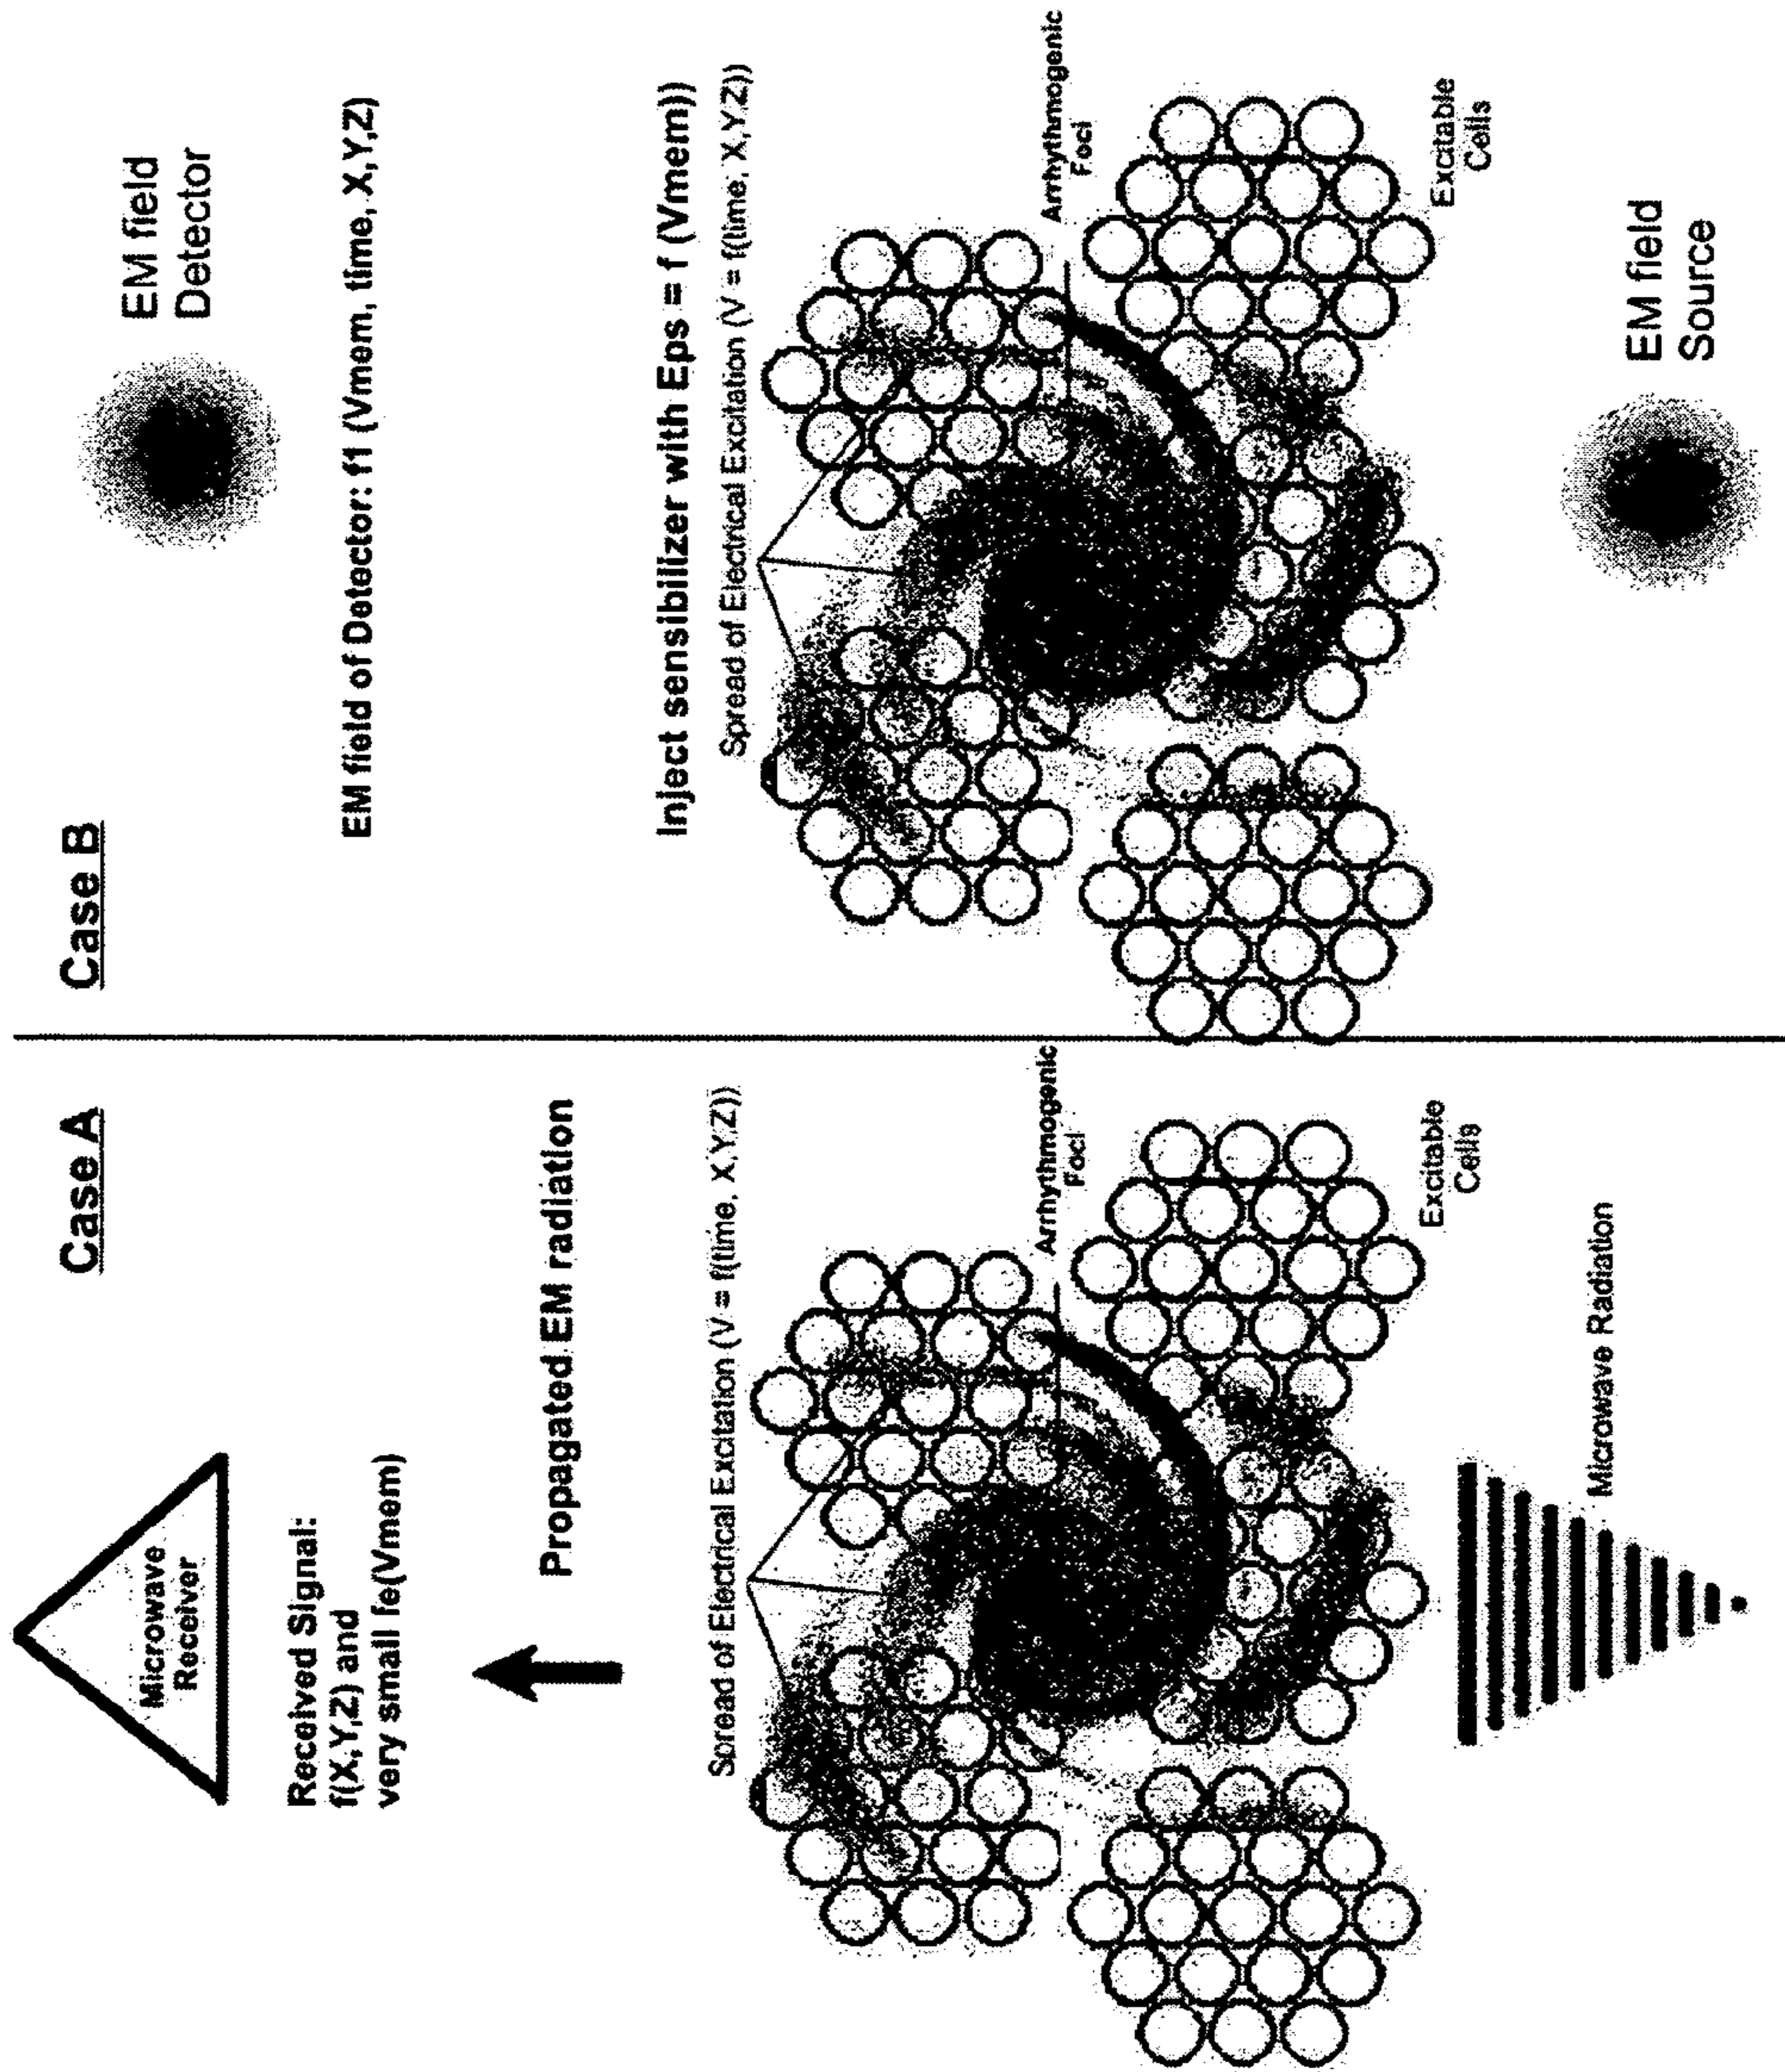 Case A
Microwave
Receiver
Received Signal:
f(X,Y,Z) and
very small fe(Vmem)
Propagated EM radiation
Spread of Electrical Excitation (V = f(time, X,Y,Z))
Arrhythmogenic
Foci
Excitable
Cells
Microwave Radiation
Case B
EM field
Detector
EM field of Detector: f1 (Vmem, time, X,Y,Z)
Inject sensibilizer with Eps = f (Vmem))
Spread of Electrical Excitation (V = f(time, X,Y,Z))
Arrhythmogenic
Foci
Excitable
Cells
EM field
Source